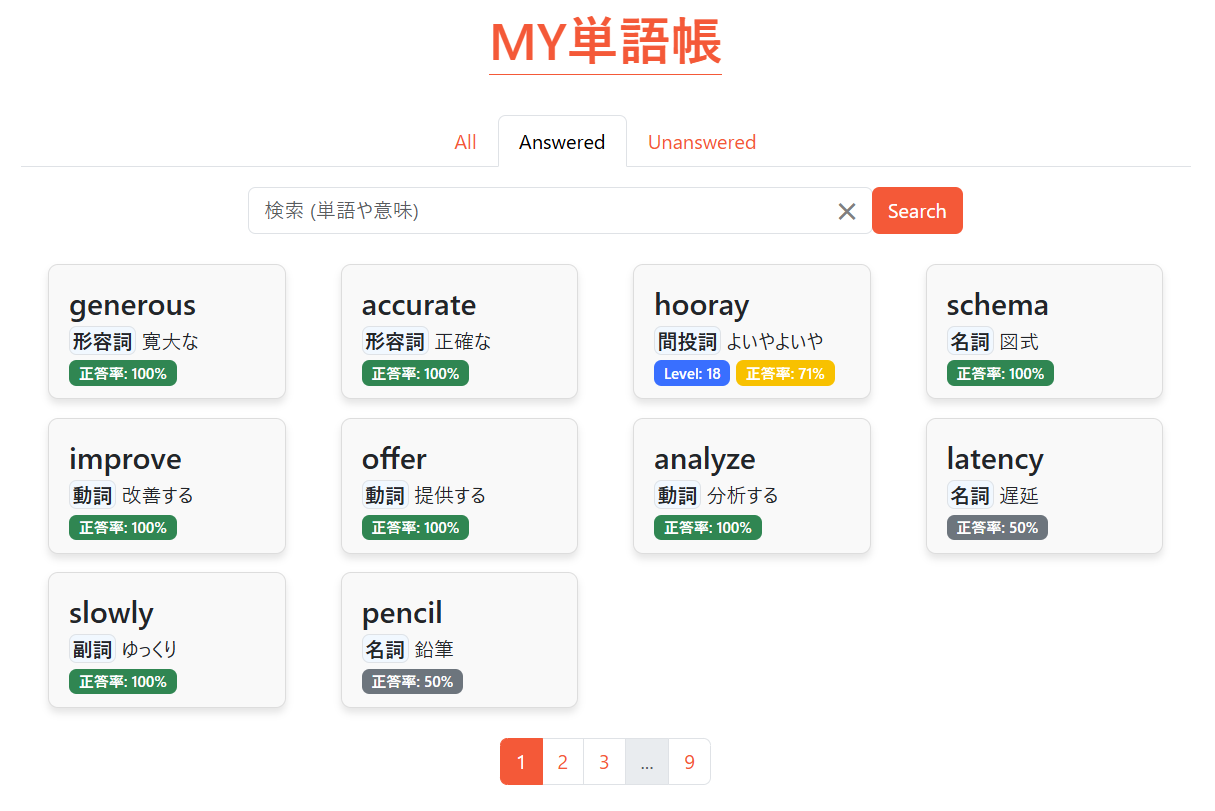 MY単語帳
All Answered Unanswered
検索 (単語や意味) Search
generous
形容詞 寛大な
正答率: 100%
accurate
形容詞 正確な
正答率: 100%
hooray
間投詞 よいやよいや
Level: 18 正答率: 71%
schema
名詞 図式
正答率: 100%
improve
動詞 改善する
正答率: 100%
offer
動詞 提供する
正答率: 100%
analyze
動詞 分析する
正答率: 100%
latency
名詞 遅延
正答率: 50%
slowly
副詞 ゆっくり
正答率: 100%
pencil
名詞 鉛筆
正答率: 50%
1 2 3 ... 9